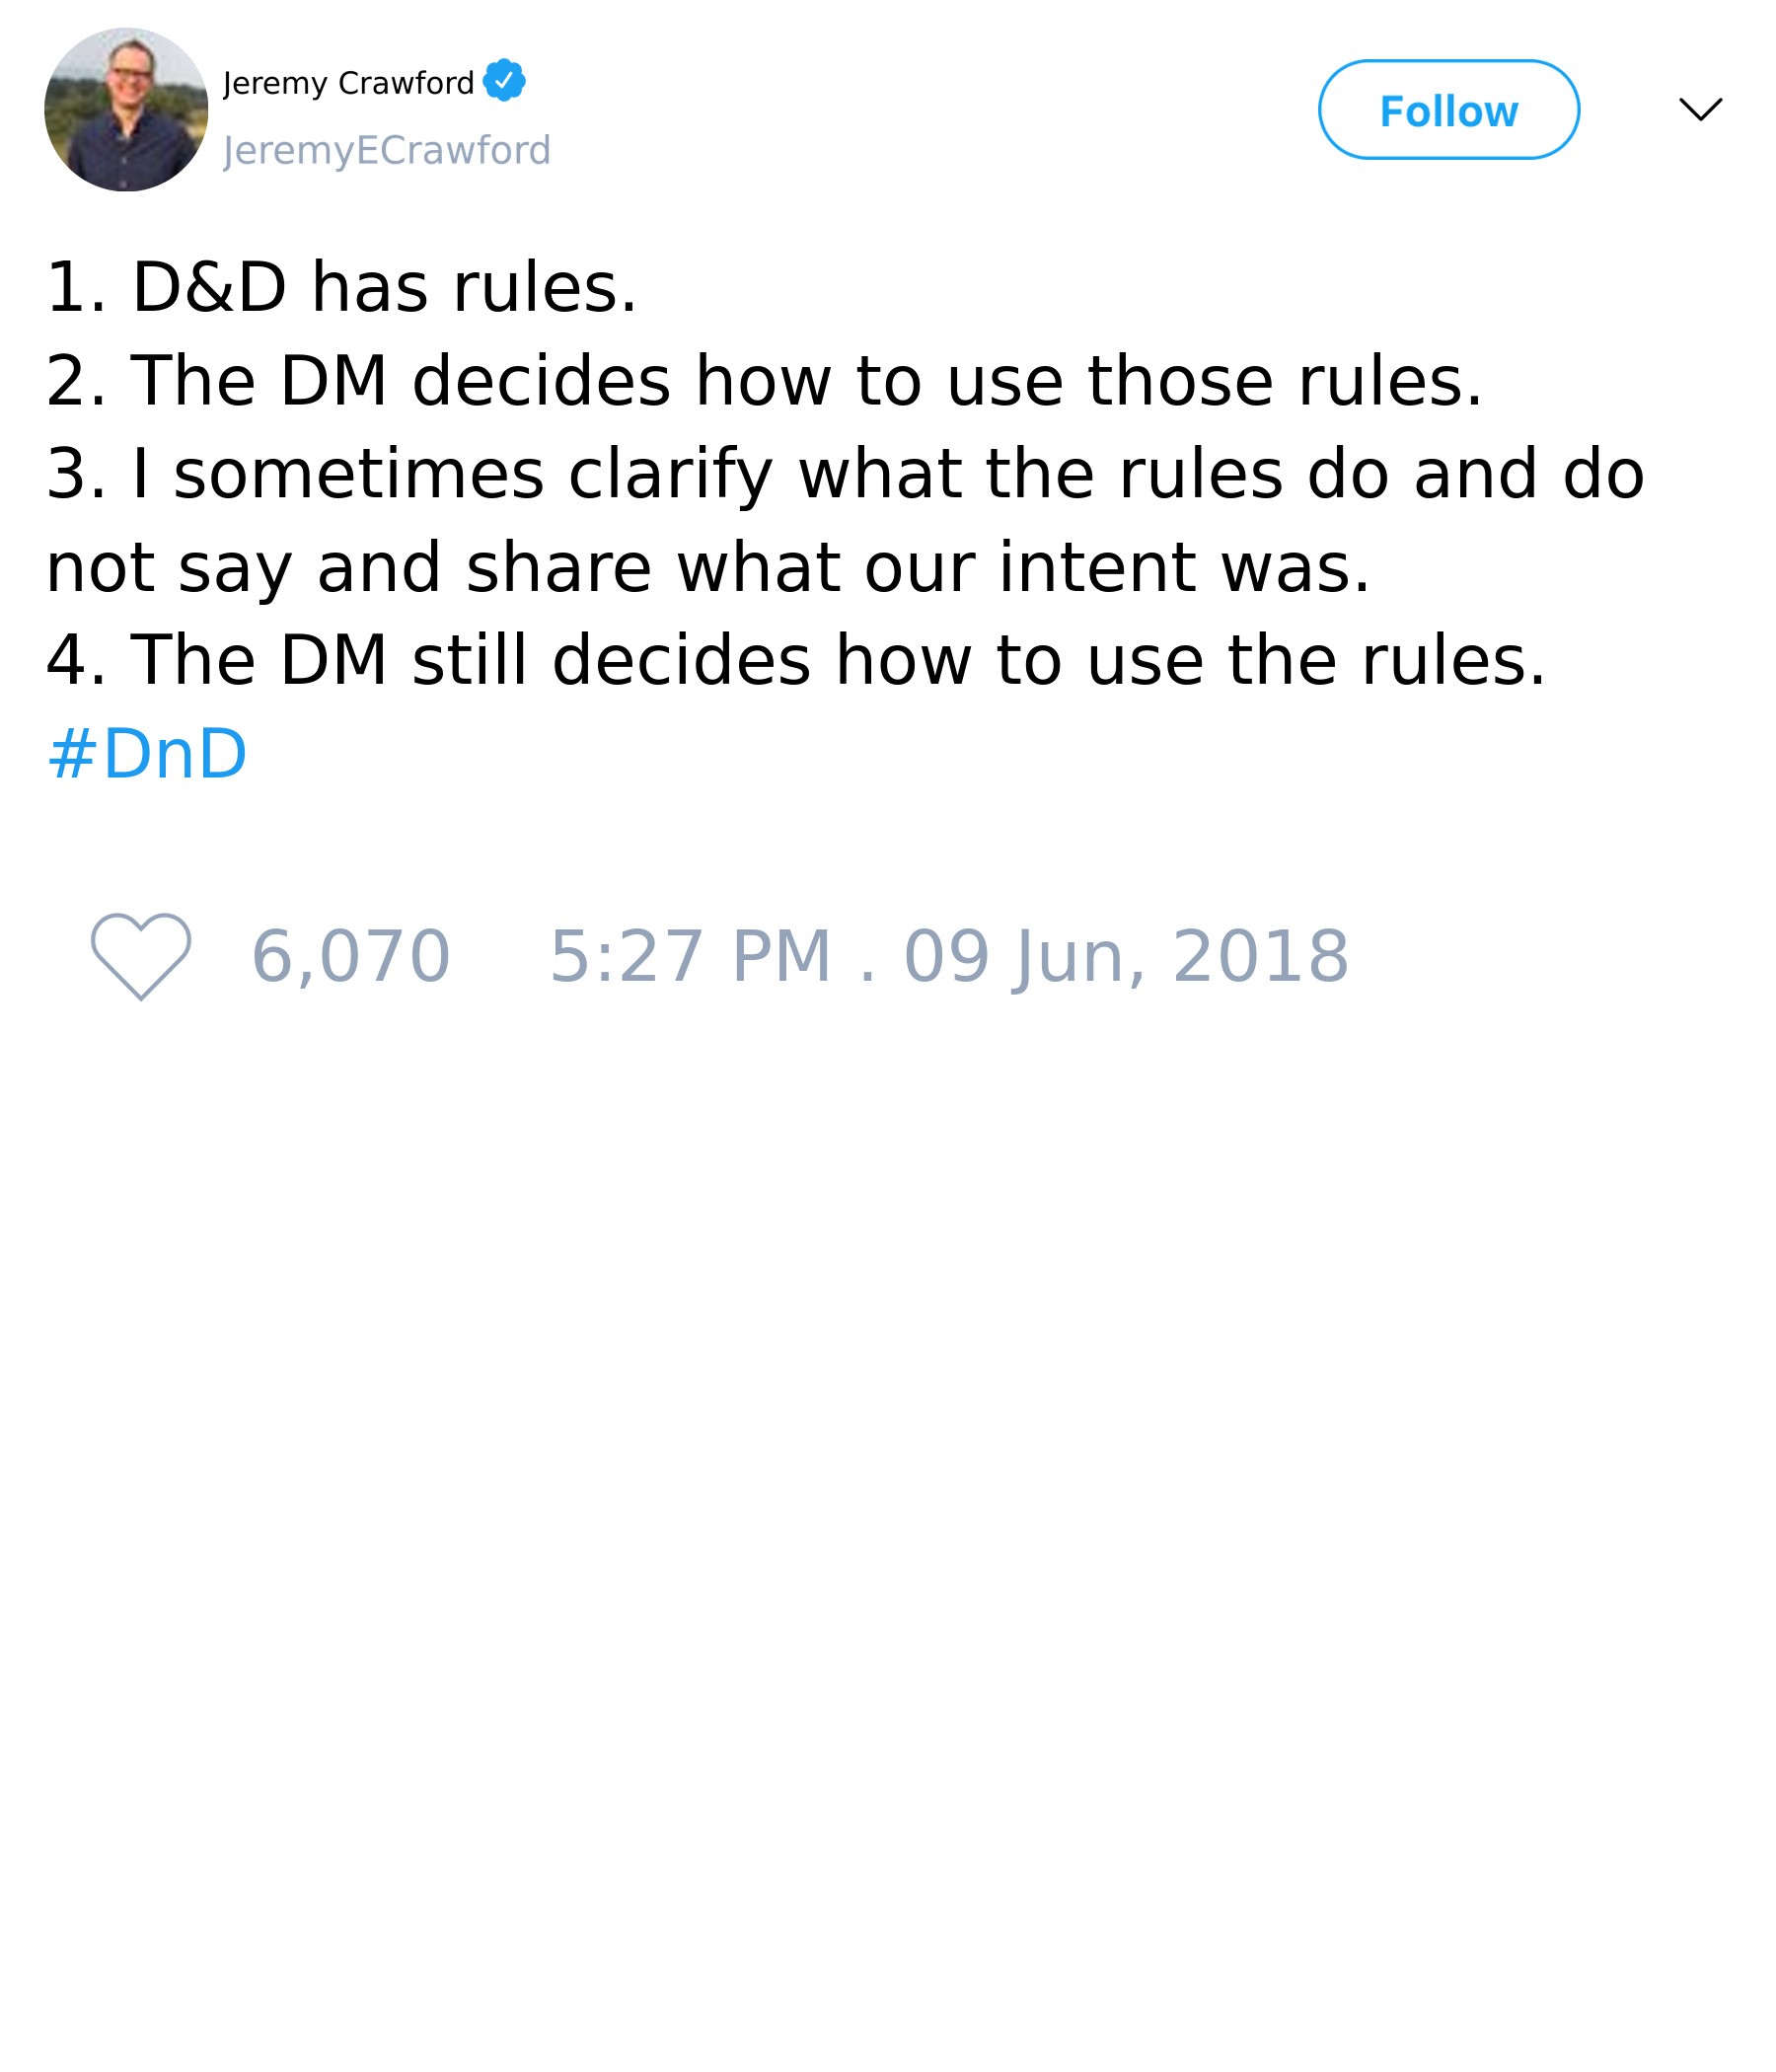 Jeremy Crawford
JeremyECrawford
Follow
1. D&D has rules.
2. The DM decides how to use those rules.
3. I sometimes clarify what the rules do and do
not say and share what our intent was.
4. The DM still decides how to use the rules.
#DnD
6,070 5:27 PM . 09 Jun, 2018